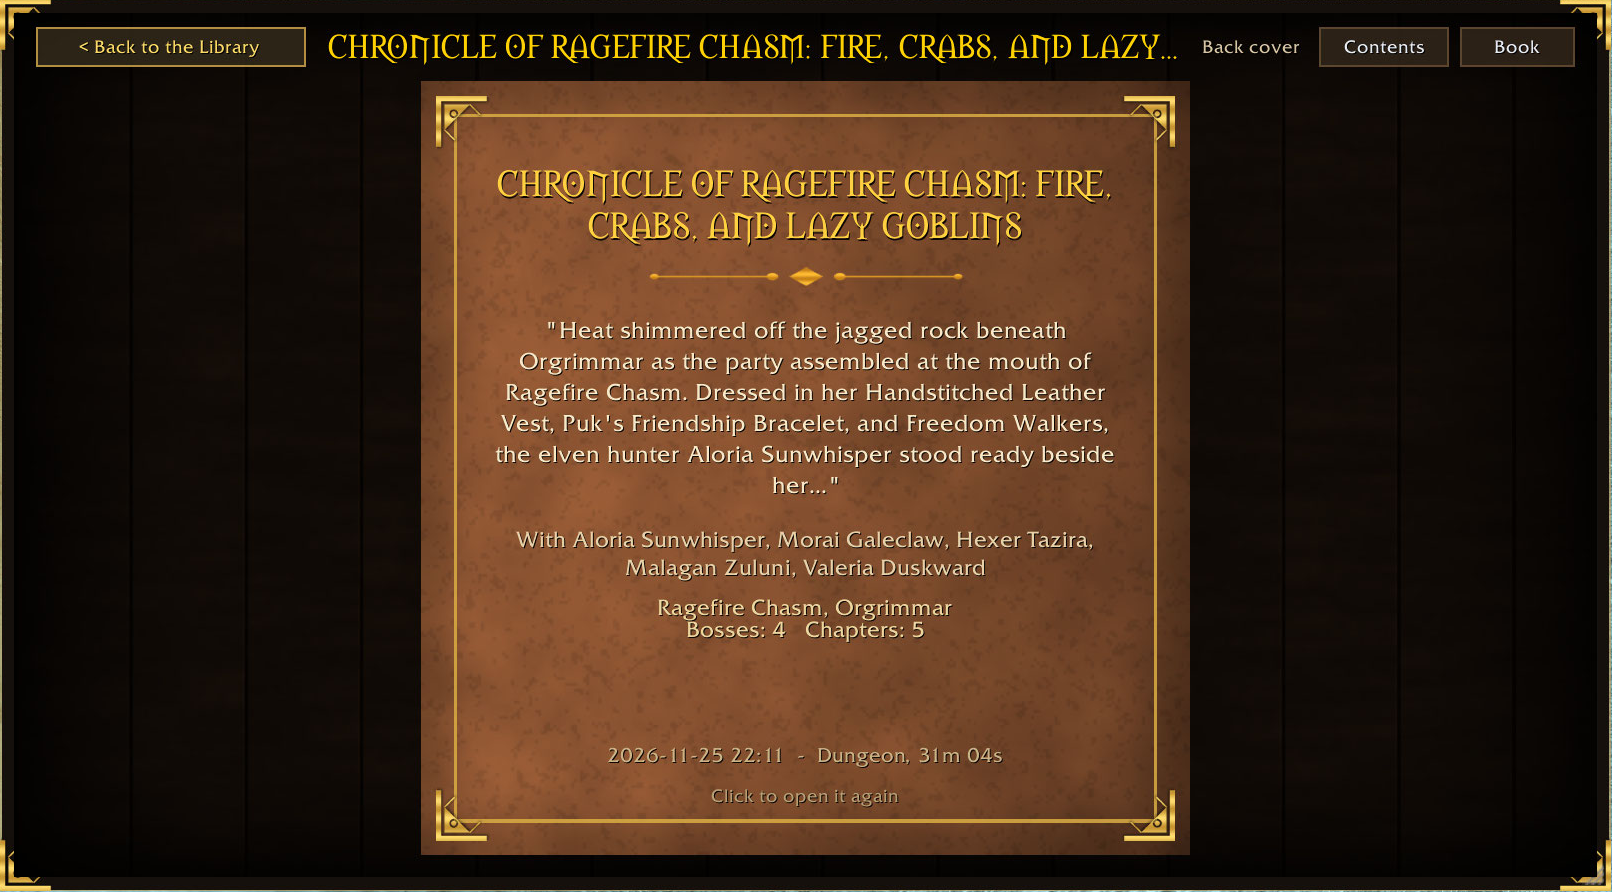 < Back to the Library
CHRONICLE OF RAGEFIRE CHASM: FIRE, CRABS, AND LAZY...
Back cover
Contents
Book
CHRONICLE OF RAGEFIRE CHASM: FIRE,
CRABS, AND LAZY GOBLINS
"Heat shimmered off the jagged rock beneath
Orgrimmar as the party assembled at the mouth of
Ragefire Chasm. Dressed in her Handstitched Leather
Vest, Puk's Friendship Bracelet, and Freedom Walkers,
the elven hunter Aloria Sunwhisper stood ready beside
her..."
With Aloria Sunwhisper, Morai Galeclaw, Hexer Tazira,
Malagan Zuluni, Valeria Duskward
Ragefire Chasm, Orgrimmar
Bosses: 4 Chapters: 5
2026-11-25 22:11 - Dungeon, 31m 04s
Click to open it again